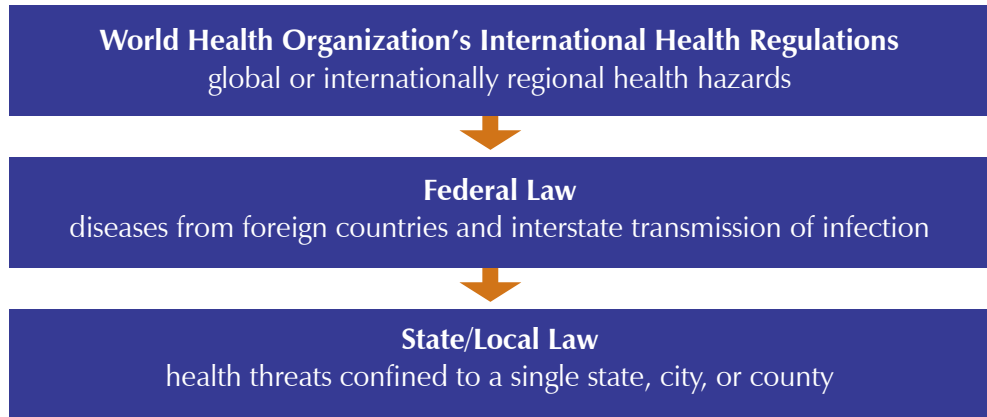 World Health Organization’s International Health Regulations
global or internationally regional health hazards
Federal Law
diseases from foreign countries and interstate transmission of infection
State/Local Law
health threats confined to a single state, city, or county